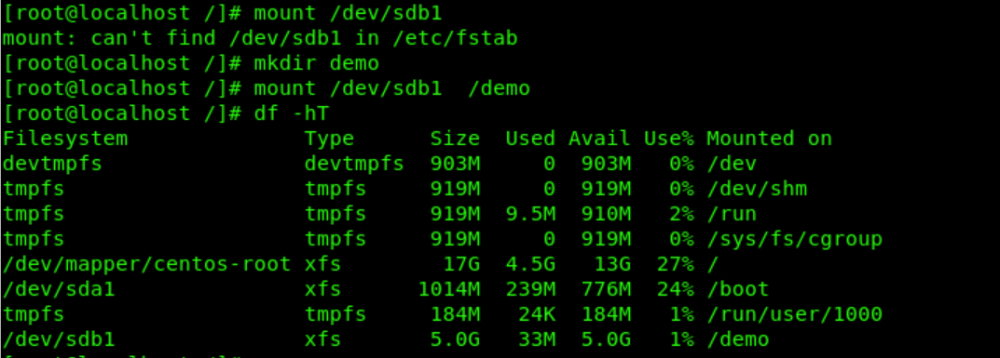 [root@localhost /]# mount /dev/sdb1
mount: can't find /dev/sdb1 in /etc/fstab
[root@localhost /]# mkdir demo
[root@localhost /]# mount /dev/sdb1  /demo
[root@localhost /]# df -hT
Filesystem              Type      Size  Used Avail Use% Mounted on
devtmpfs                devtmpfs  903M     0  903M   0% /dev
tmpfs                   tmpfs     919M     0  919M   0% /dev/shm
tmpfs                   tmpfs     919M  9.5M  910M   2% /run
tmpfs                   tmpfs     919M     0  919M   0% /sys/fs/cgroup
/dev/mapper/centos-root xfs        17G  4.5G   13G  27% /
/dev/sda1               xfs      1014M  239M  776M  24% /boot
tmpfs                   tmpfs     184M   24K  184M   1% /run/user/1000
/dev/sdb1               xfs       5.0G   33M  5.0G   1% /demo